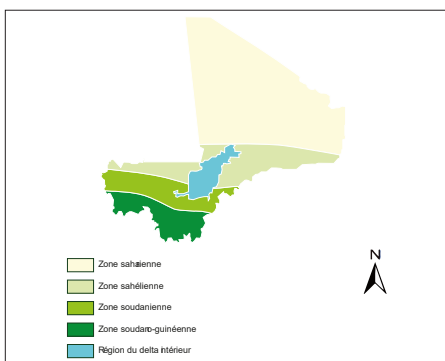 N
Zone saharienne
Zone sahélienne
Zone soudanienne
Zone soudano-guinéenne
Région du delta intérieur